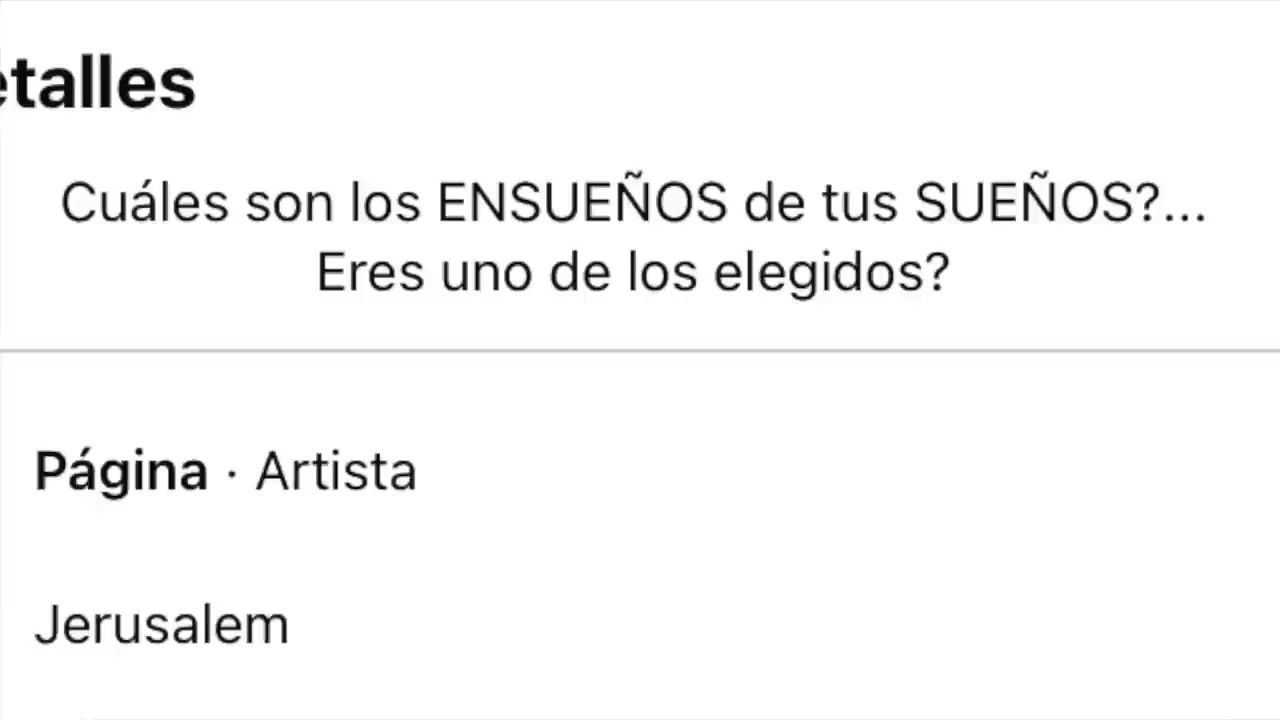 etalles
Cuáles son los ENSUEÑOS de tus SUEÑOS?...
Eres uno de los elegidos?
Página · Artista
Jerusalem